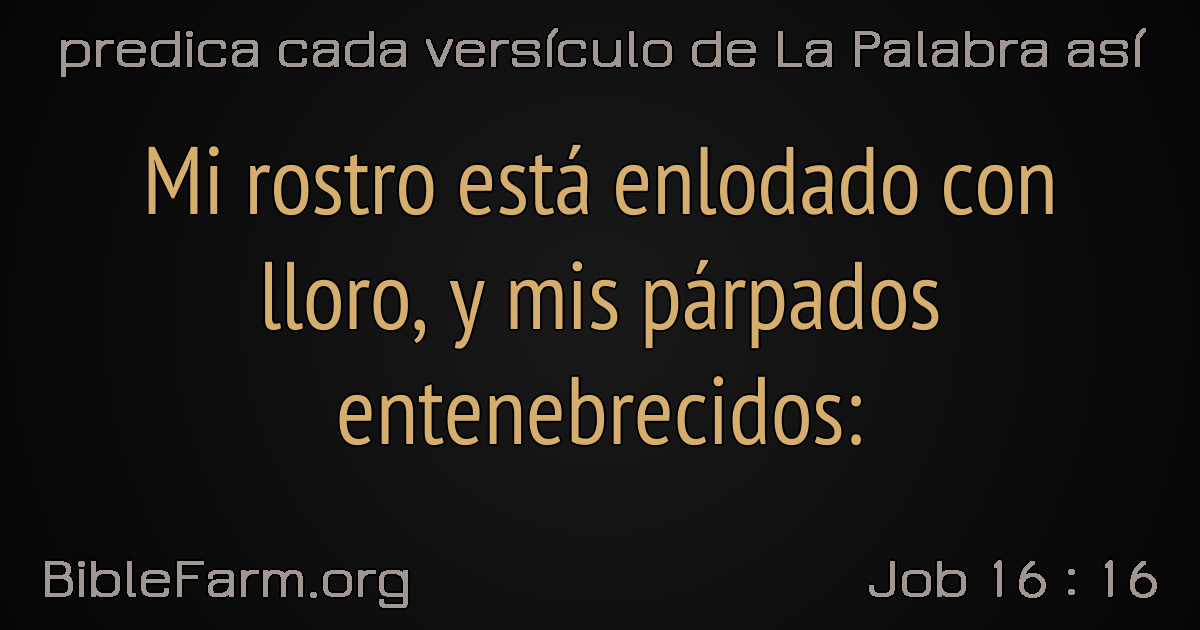 predica cada versículo de La Palabra así
Mi rostro está enlodado con
lloro, y mis párpados
entenebrecidos:
BibleFarm.org
Job 16 : 16